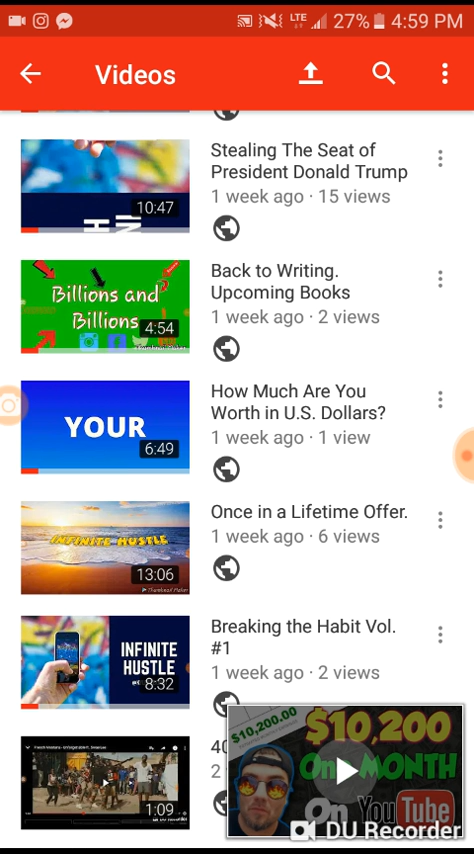 LTE 27% 4:59 PM
Videos
10:47
Stealing The Seat of
President Donald Trump
1 week ago · 15 views
Billions and
Billions
4:54
Back to Writing.
Upcoming Books
1 week ago · 2 views
YOUR
6:49
How Much Are You
Worth in U.S. Dollars?
1 week ago · 1 view
INFINITE HUSTLE
13:06
Once in a Lifetime Offer.
1 week ago · 6 views
INFINITE
HUSTLE
8:32
Breaking the Habit Vol.
#1
1 week ago · 2 views
1:09
40
2
$10,200.00
$10,200
On MONTH
On YouTube
DU Recorder